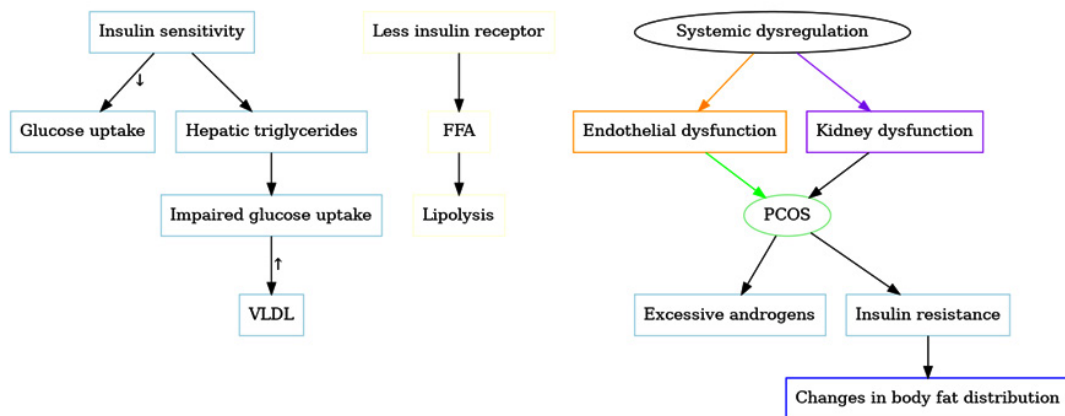 Insulin sensitivity
Less insulin receptor
Systemic dysregulation
↓
Glucose uptake
Hepatic triglycerides
FFA
Endothelial dysfunction
Kidney dysfunction
Impaired glucose uptake
Lipolysis
PCOS
↑
VLDL
Excessive androgens
Insulin resistance
Changes in body fat distribution